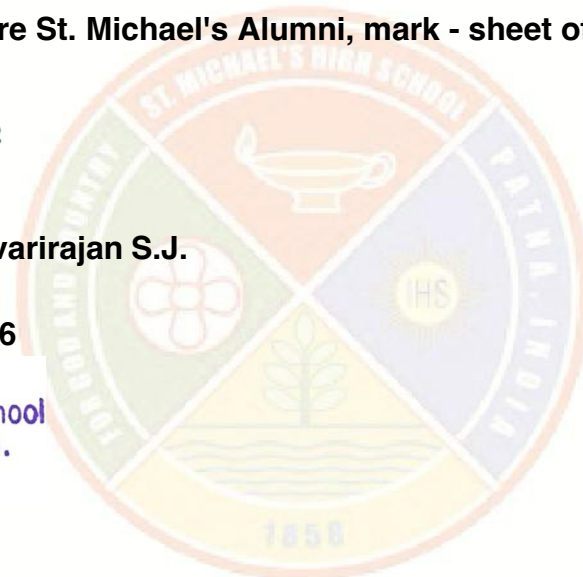 re St. Michael's Alumni, mark - sheet of
ST. MICHAEL'S HIGH SCHOOL
FOR GOD AND COUNTRY
PATNA, INDIA
varirajan S.J.
IHS
6
hool
1858